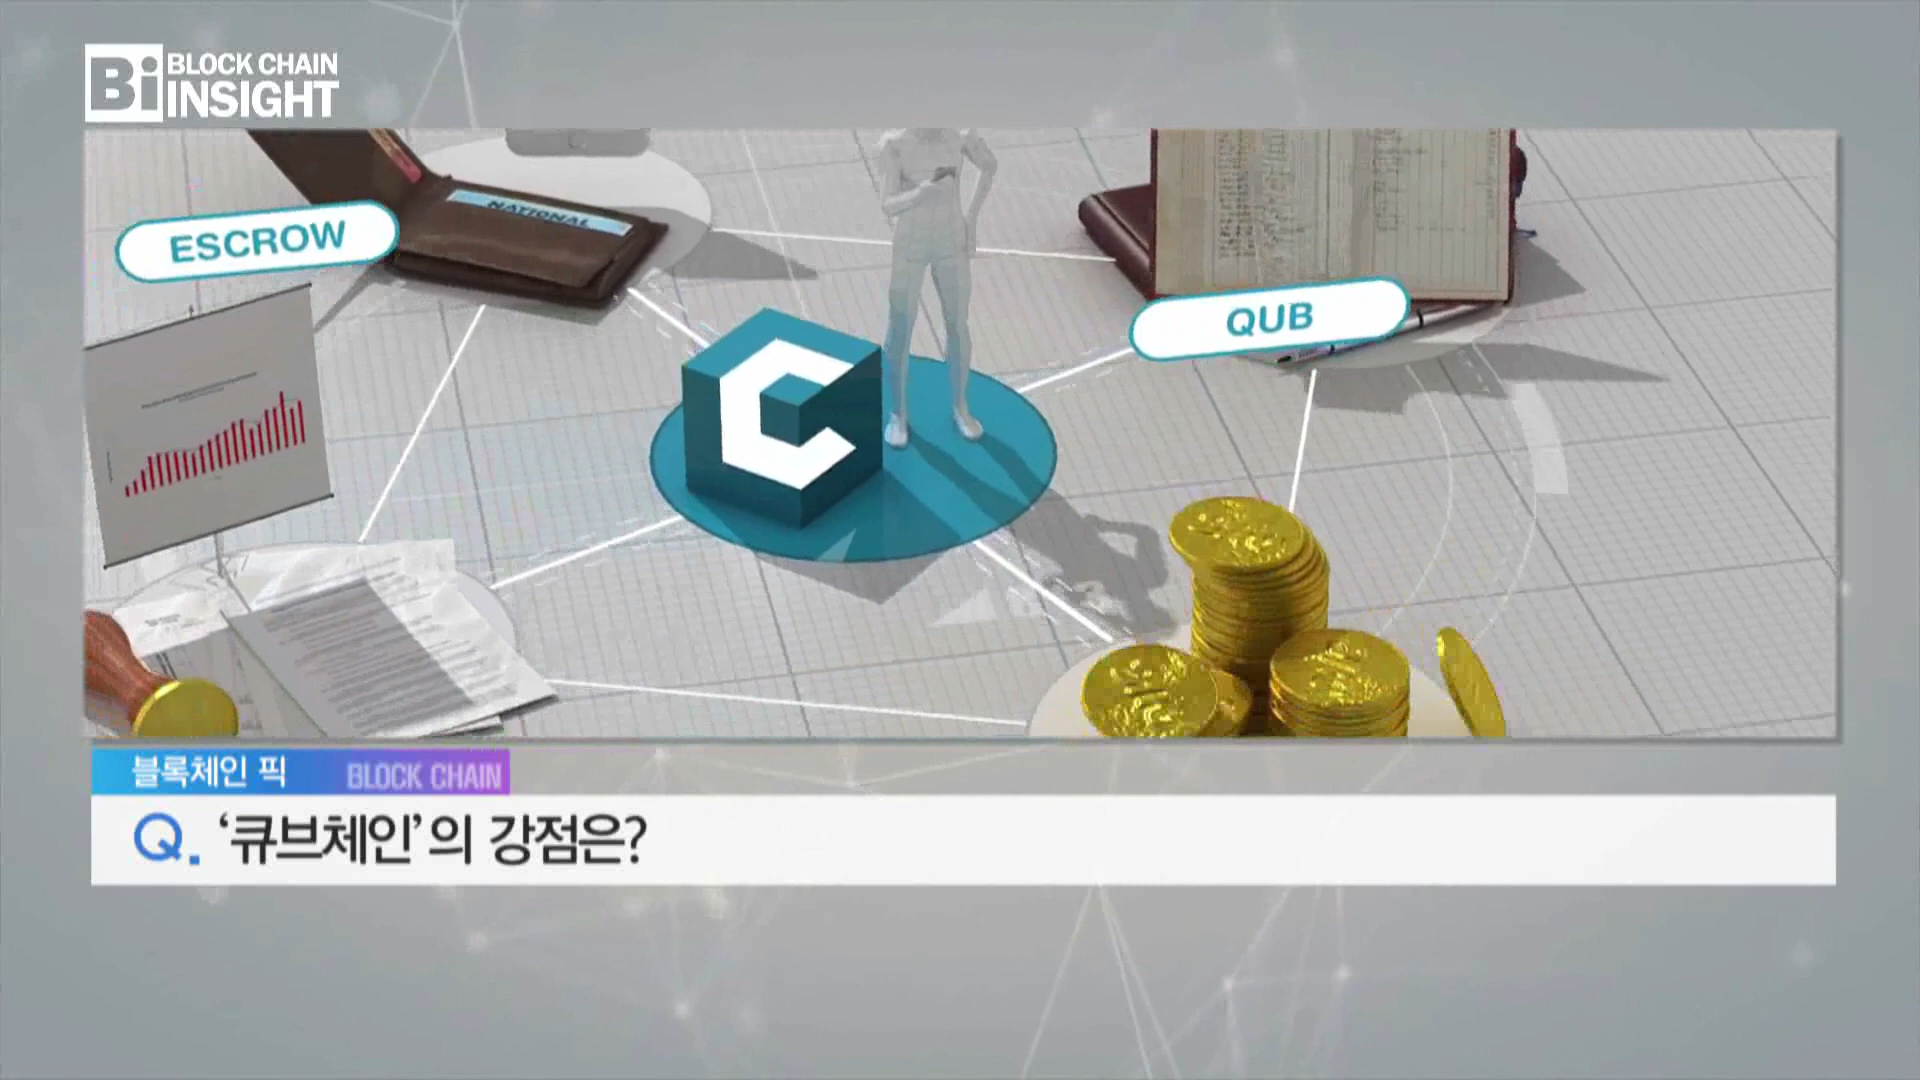 Bi BLOCK CHAIN
INSIGHT
NATIONAL
ESCROW
QUB
블록체인 픽 BLOCK CHAIN
Q. ‘큐브체인’의 강점은?